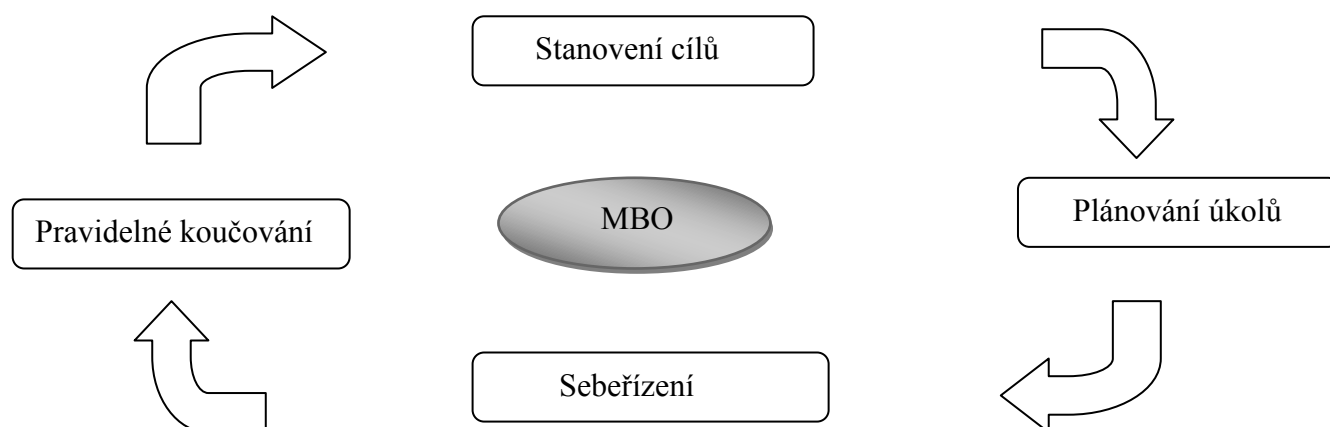 Stanovení cílů
Pravidelné koučování
MBO
Plánování úkolů
Sebeřízení